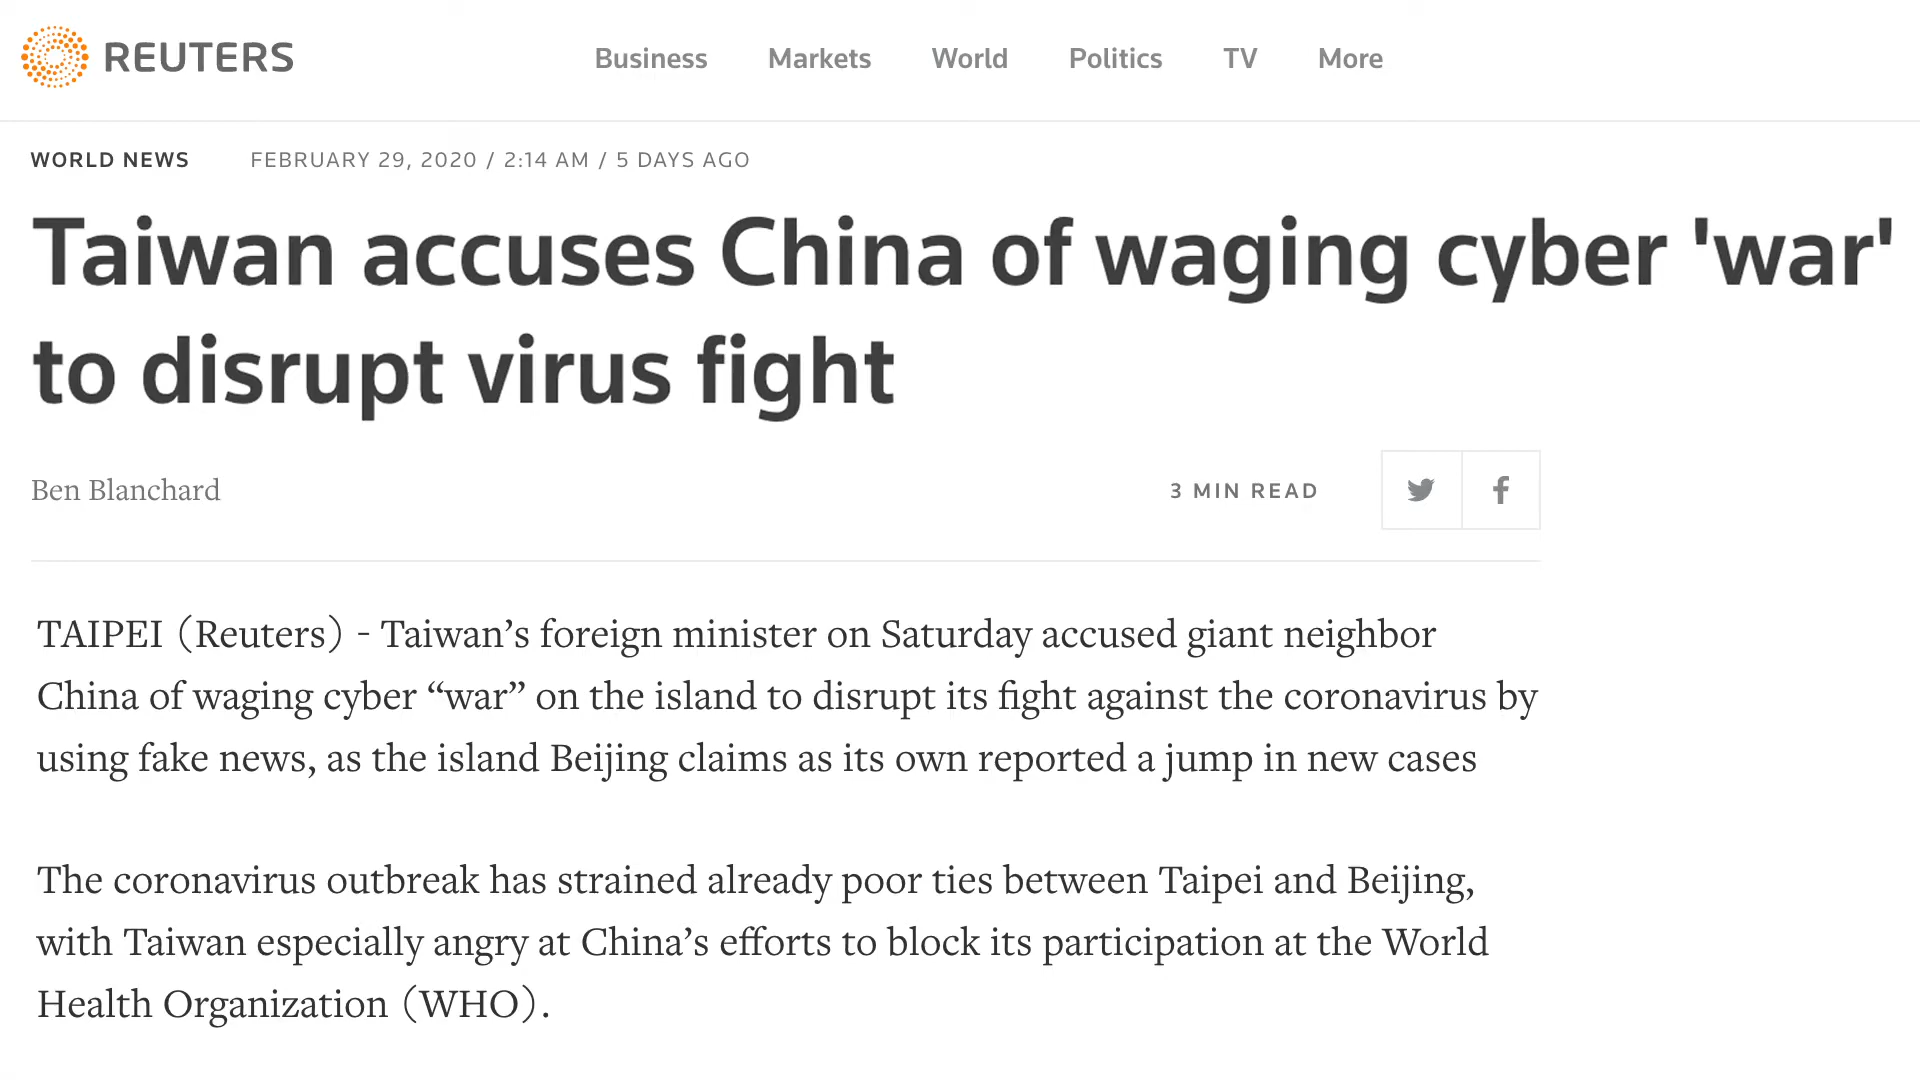 REUTERS
Business Markets World Politics TV More
WORLD NEWS FEBRUARY 29, 2020 / 2:14 AM / 5 DAYS AGO
Taiwan accuses China of waging cyber 'war'
to disrupt virus fight
Ben Blanchard
3 MIN READ
TAIPEI (Reuters) - Taiwan’s foreign minister on Saturday accused giant neighbor
China of waging cyber “war” on the island to disrupt its fight against the coronavirus by
using fake news, as the island Beijing claims as its own reported a jump in new cases
The coronavirus outbreak has strained already poor ties between Taipei and Beijing,
with Taiwan especially angry at China’s efforts to block its participation at the World
Health Organization (WHO).